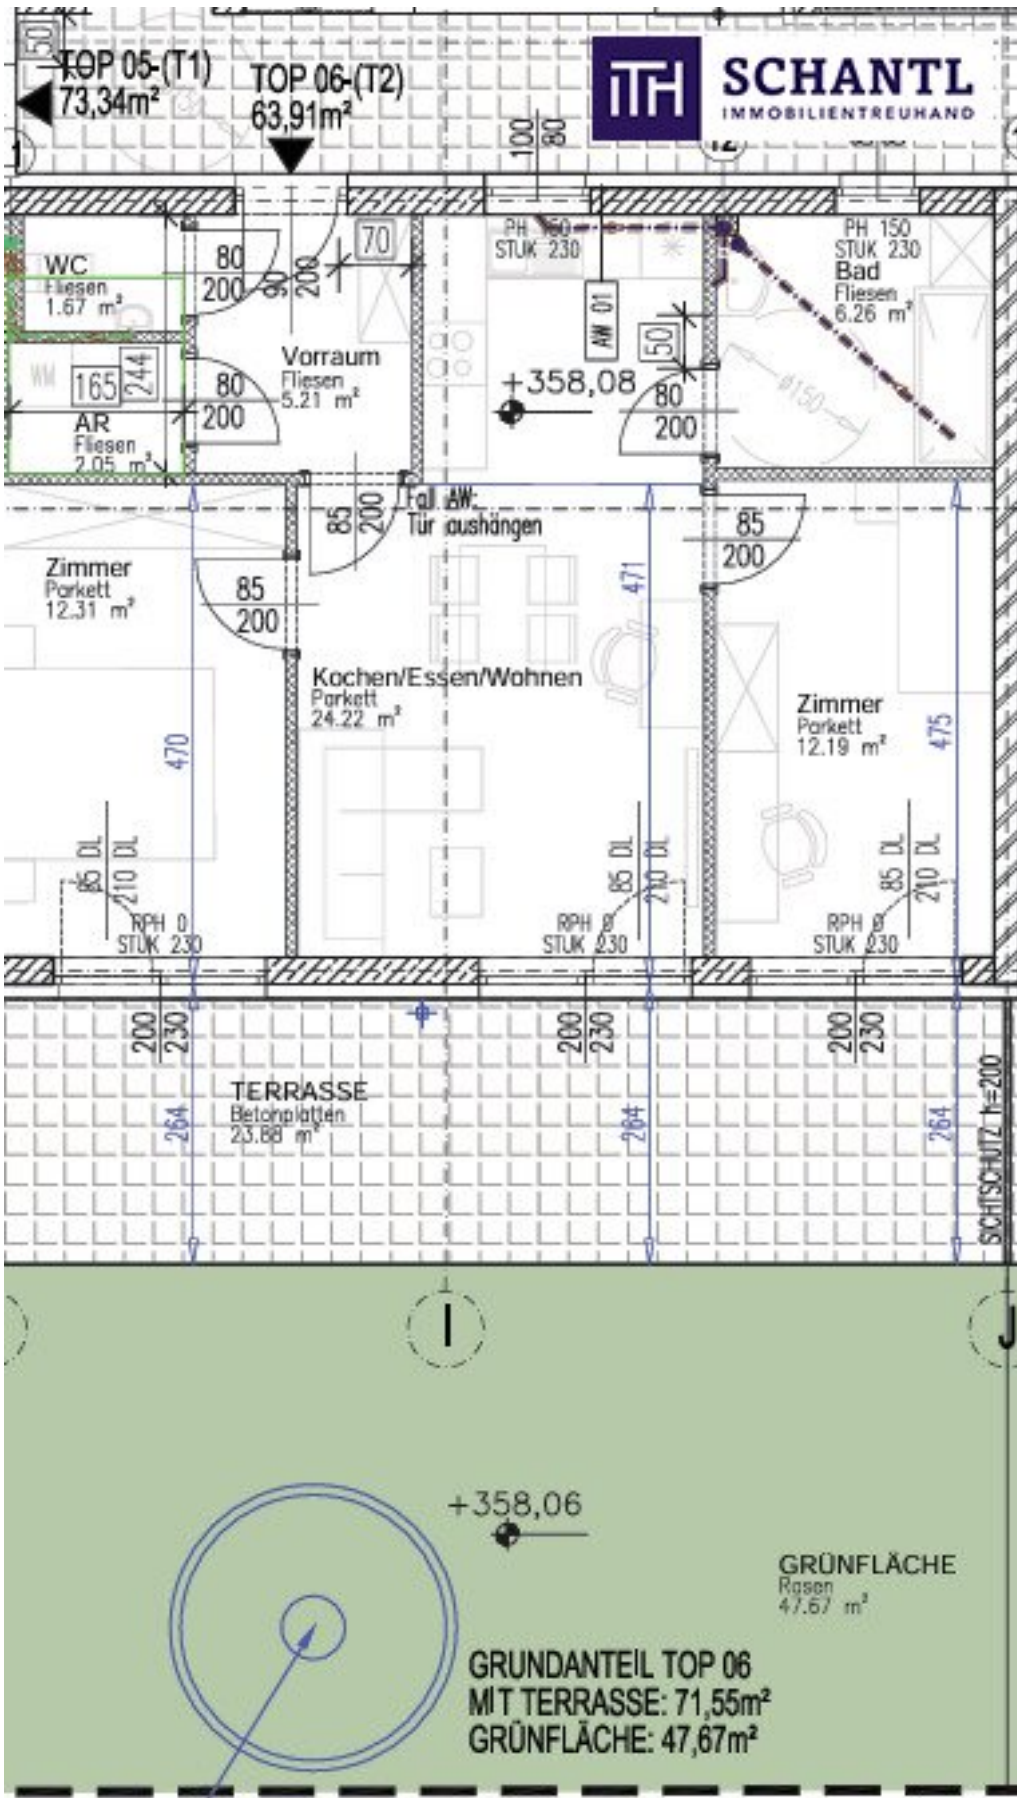 50
TOP 05-(T1)
73,34m²
TOP 06-(T2)
63,91m²
ITH
SCHANTL
IMMOBILIENTREUHAND
100
80
12
WC
Fliesen
1.67 m²
80
200
90
200
70
PH 150
STUK 230
PH 150
STUK 230
Bad
Fliesen
6.26 m²
AW 01
50
WM
165
244
AR
Fliesen
2.05 m²
80
200
Vorraum
Fliesen
5.21 m²
+358,08
80
200
ø150
85
200
Fall AW:
Tür aushängen
85
200
Zimmer
Parkett
12.31 m²
85
200
471
Kochen/Essen/Wohnen
Parkett
24.22 m²
Zimmer
Parkett
12.19 m²
470
475
85 DL
210 DL
RPH 0
STUK 230
85 DL
210 DL
RPH 0
STUK 230
85 DL
210 DL
RPH 0
STUK 230
200
230
200
230
200
230
TERRASSE
Betonplatten
23.88 m²
264
264
264
SICHTSCHUTZ h=200
I
J
+358,06
GRÜNFLÄCHE
Rasen
47.67 m²
GRUNDANTEIL TOP 06
MIT TERRASSE: 71,55m²
GRÜNFLÄCHE: 47,67m²